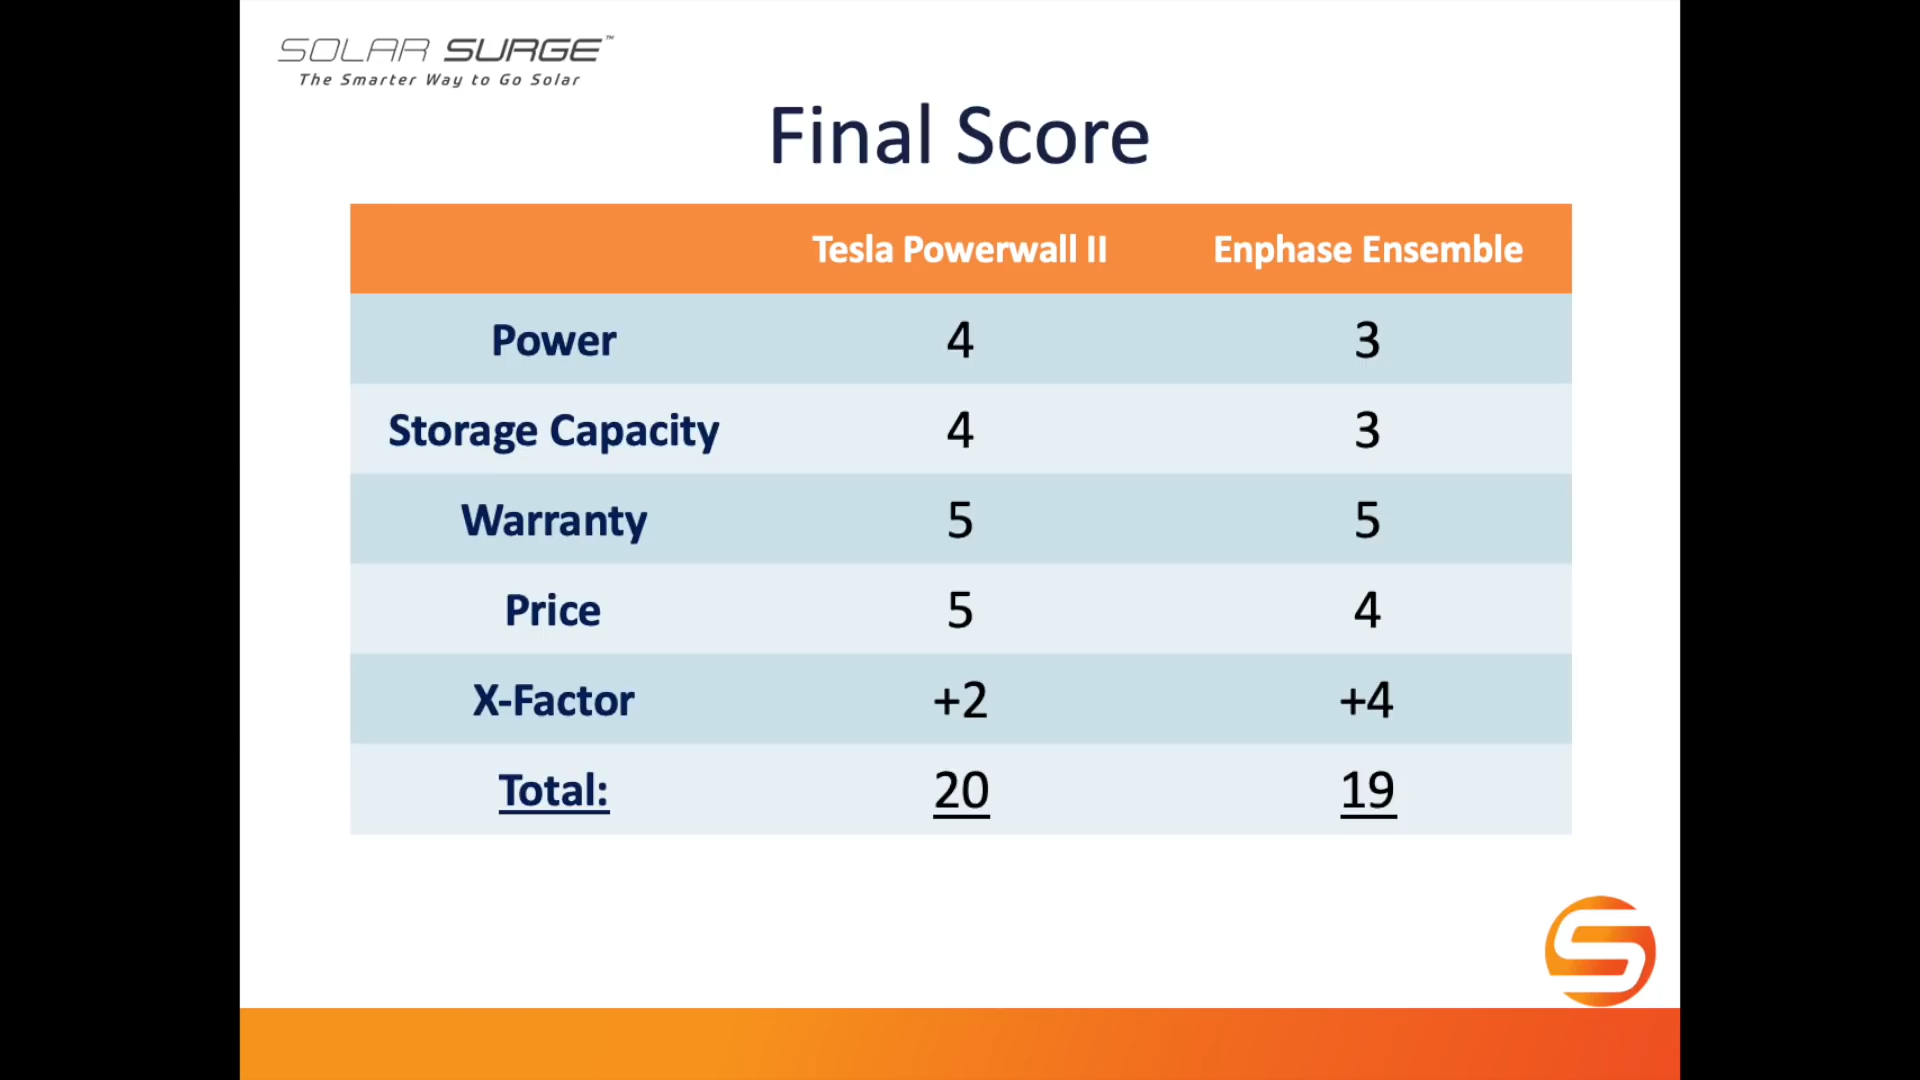 SOLAR SURGE™
The Smarter Way to Go Solar
Final Score
Tesla Powerwall II Enphase Ensemble
Power 4 3
Storage Capacity 4 3
Warranty 5 5
Price 5 4
X-Factor +2 +4
Total: 20 19